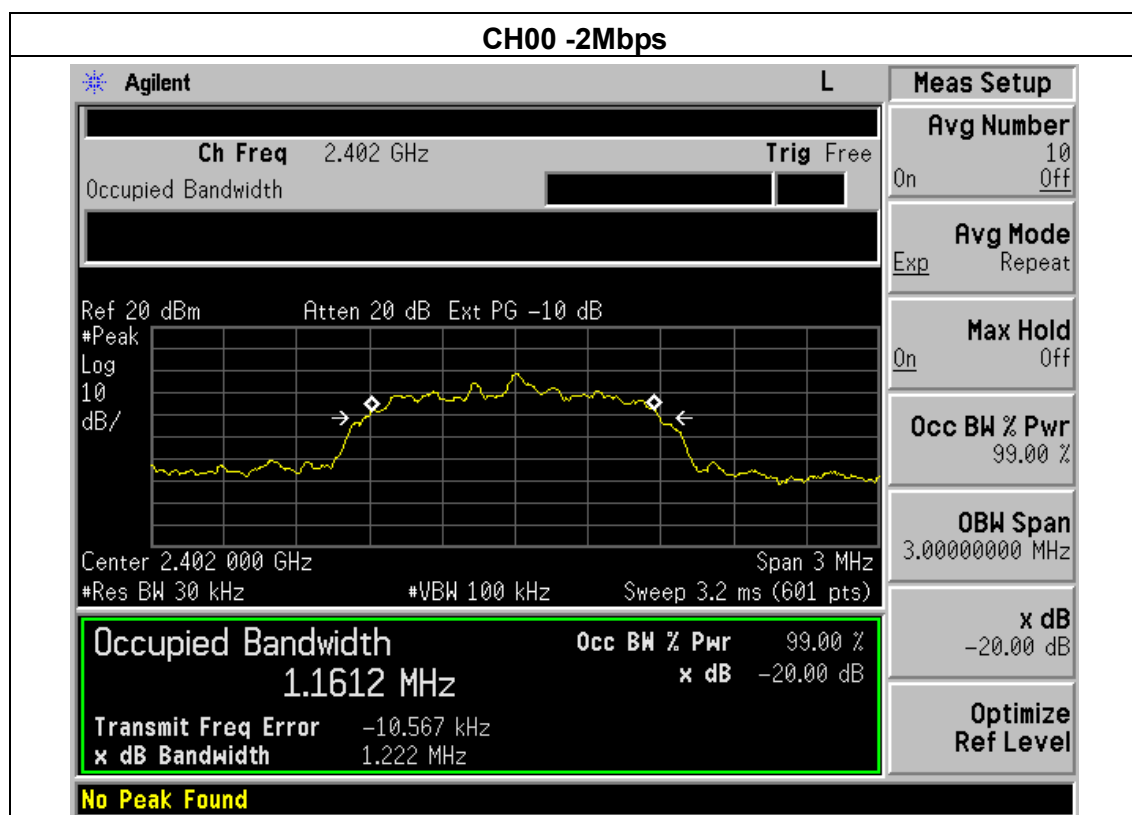 CH00 -2Mbps
Agilent L Meas Setup
Ch Freq 2.402 GHz Trig Free
Occupied Bandwidth
Avg Number
10
On Off
Avg Mode
Exp Repeat
Max Hold
On Off
Occ BW % Pwr
99.00 %
OBW Span
3.00000000 MHz
x dB
-20.00 dB
Optimize
Ref Level
Ref 20 dBm Atten 20 dB Ext PG -10 dB
#Peak
Log
10
dB/
Center 2.402 000 GHz Span 3 MHz
#Res BW 30 kHz #VBW 100 kHz Sweep 3.2 ms (601 pts)
Occupied Bandwidth Occ BW % Pwr 99.00 %
1.1612 MHz x dB -20.00 dB
Transmit Freq Error -10.567 kHz
x dB Bandwidth 1.222 MHz
No Peak Found